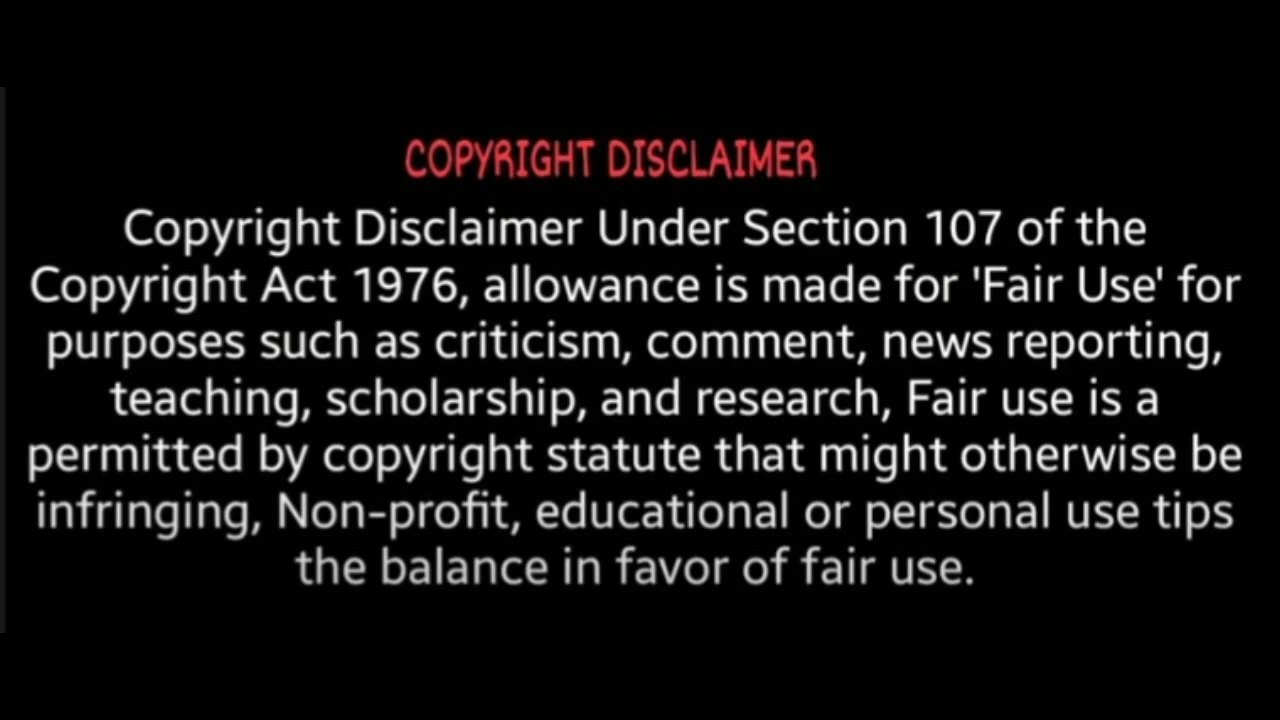 COPYRIGHT DISCLAIMER
Copyright Disclaimer Under Section 107 of the
Copyright Act 1976, allowance is made for 'Fair Use' for
purposes such as criticism, comment, news reporting,
teaching, scholarship, and research, Fair use is a
permitted by copyright statute that might otherwise be
infringing, Non-profit, educational or personal use tips
the balance in favor of fair use.